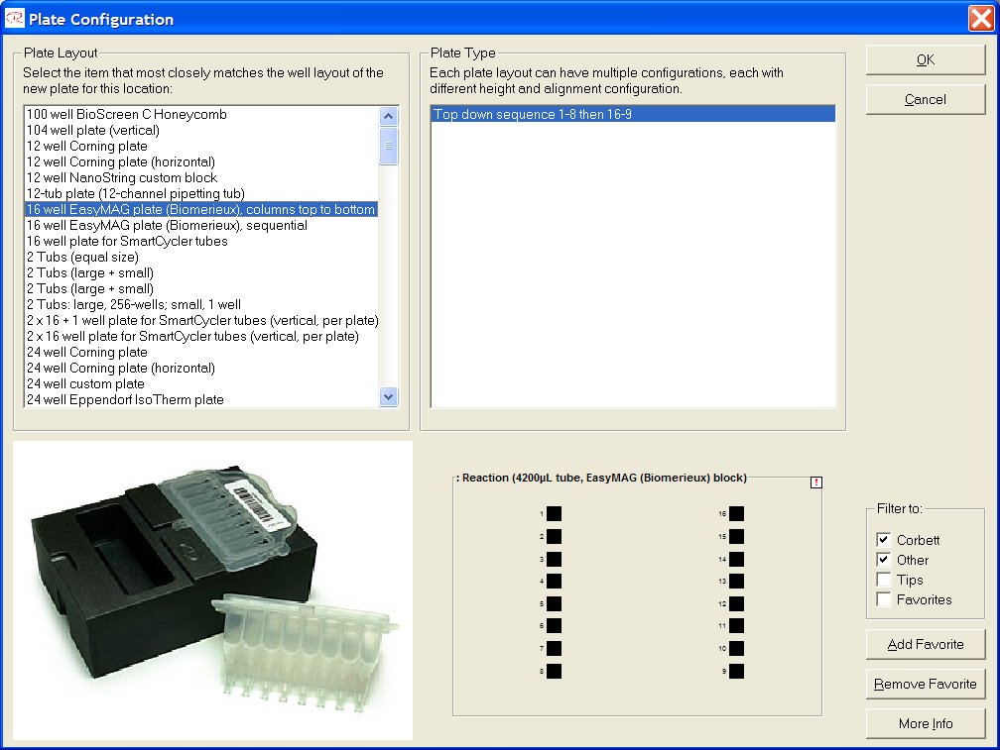 Plate Configuration
Plate Layout
Select the item that most closely matches the well layout of the
new plate for this location:
100 well BioScreen C Honeycomb
104 well plate (vertical)
12 well Corning plate
12 well Corning plate (horizontal)
12 well NanoString custom block
12-tub plate (12-channel pipetting tub)
16 well EasyMAG plate (Biomerieux), columns top to bottom
16 well EasyMAG plate (Biomerieux), sequential
16 well plate for SmartCycler tubes
2 Tubs (equal size)
2 Tubs (large + small)
2 Tubs (large + small)
2 Tubs: large, 256-wells; small, 1 well
2 x 16 + 1 well plate for SmartCycler tubes (vertical, per plate)
2 x 16 well plate for SmartCycler tubes (vertical, per plate)
24 well Corning plate
24 well Corning plate (horizontal)
24 well custom plate
24 well Eppendorf IsoTherm plate
Plate Type
Each plate layout can have multiple configurations, each with
different height and alignment configuration.
Top down sequence 1-8 then 16-9
OK
Cancel
: Reaction (4200µL tube, EasyMAG (Biomerieux) block)
!
1 16
2 15
3 14
4 13
5 12
6 11
7 10
8 9
Filter to:
Corbett
Other
Tips
Favorites
Add Favorite
Remove Favorite
More Info